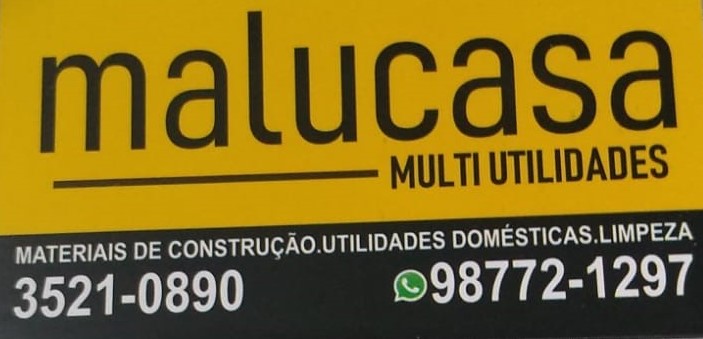 malucasa
MULTI UTILIDADES
MATERIAIS DE CONSTRUÇÃO.UTILIDADES DOMÉSTICAS.LIMPEZA
3521-0890 98772-1297